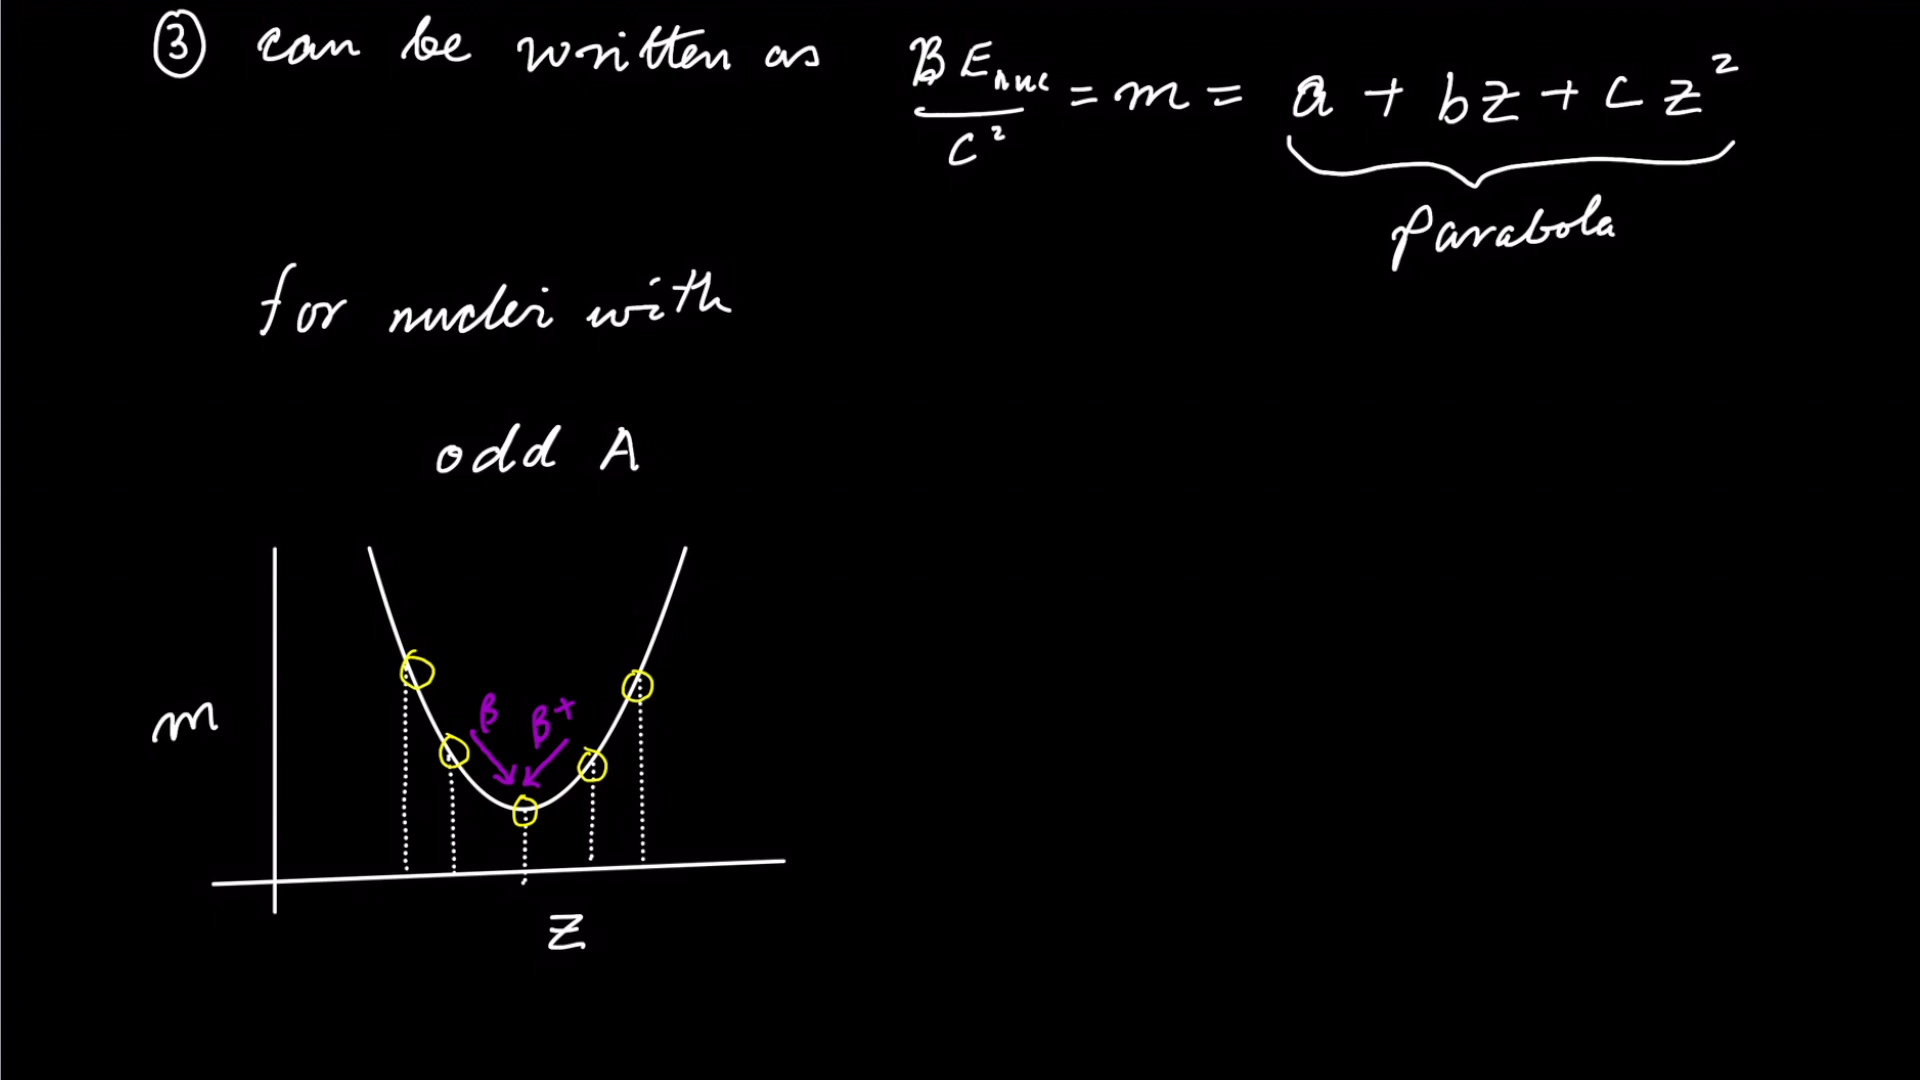 ③ can be written as BE_nuc / c² = m = a + bz + cz²
parabola
for nuclei with
odd A
β β⁺
m
z